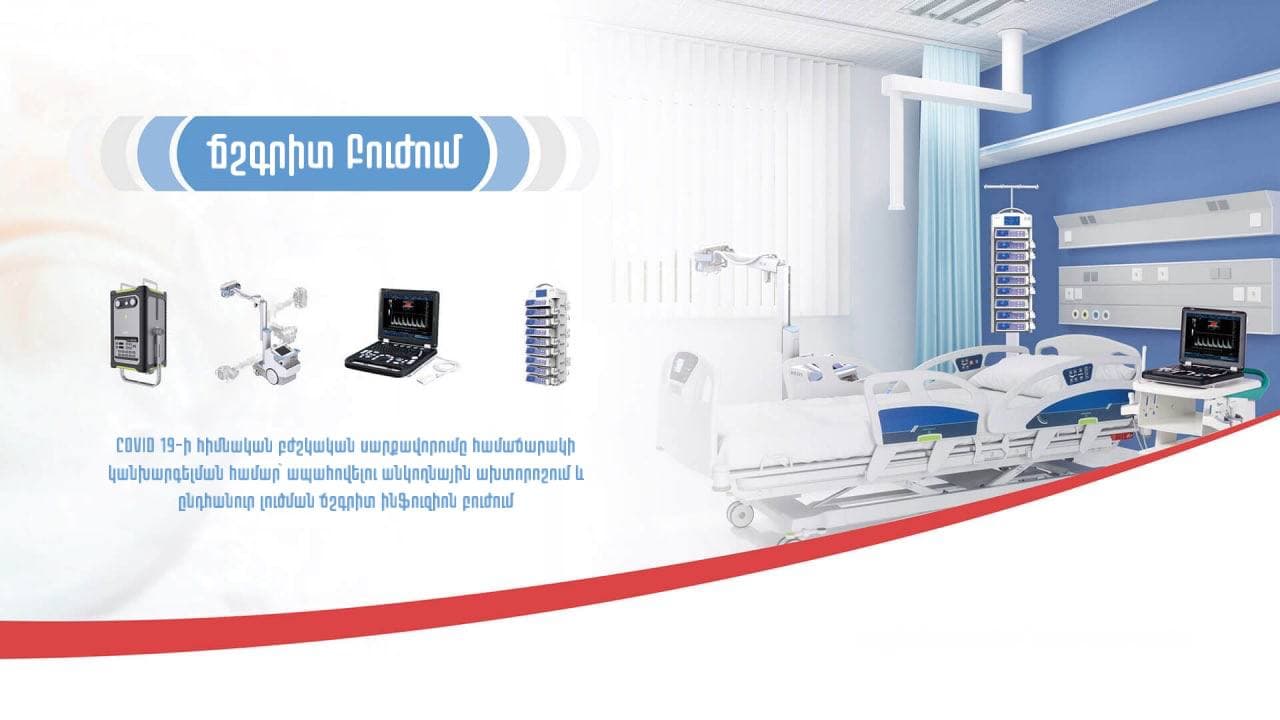 Ճշգրիտ Բուժում
COVID 19-ի հիմնական բժշկական սարքավորումը համաճարակի
կանխարգելման համար՝ ապահովելու անկողնային ախտորոշում և
ընդհանուր լուծման ճշգրիտ ինֆուզիոն բուժում